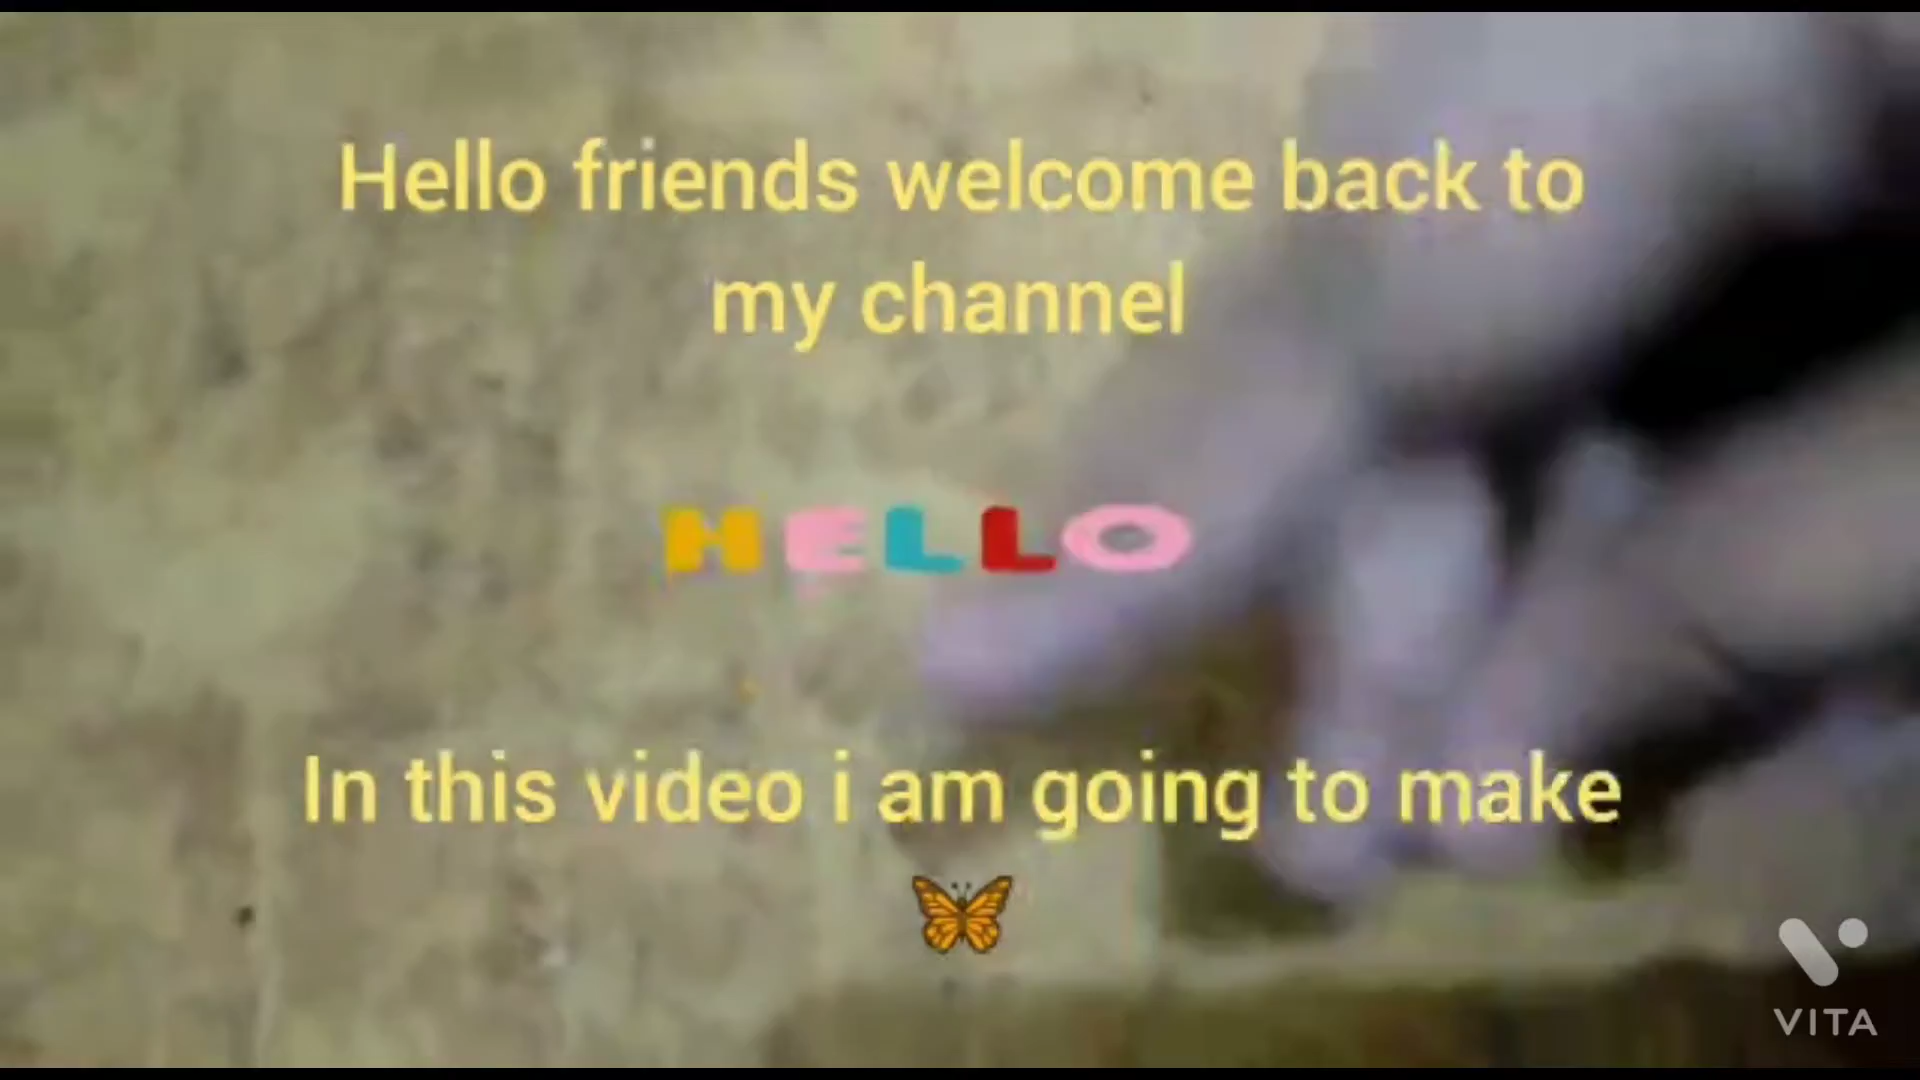 Hello friends welcome back to
my channel
HELLO
In this video i am going to make
🦋
VITA